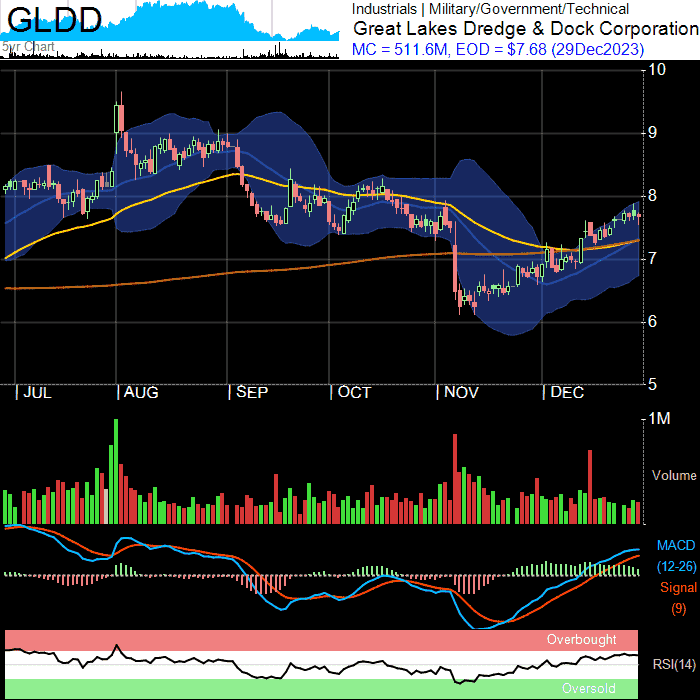 GLDD
5yr Chart
Industrials | Military/Government/Technical
Great Lakes Dredge & Dock Corporation
MC = 511.6M, EOD = $7.68 (29Dec2023)
10
9
8
7
6
5
JUL AUG SEP OCT NOV DEC
1M
Volume
MACD
(12-26)
Signal
(9)
Overbought
RSI(14)
Oversold